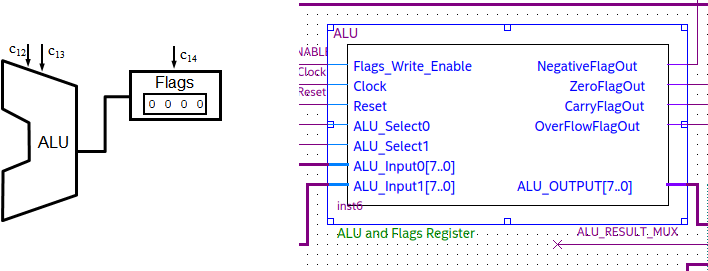 c12
c13
c14
Flags
0 0 0 0
ALU
ALU
NABLE
Clock
Reset
Flags_Write_Enable
Clock
Reset
ALU_Select0
ALU_Select1
ALU_Input0[7..0]
ALU_Input1[7..0]
NegativeFlagOut
ZeroFlagOut
CarryFlagOut
OverFlowFlagOut
ALU_OUTPUT[7..0]
inst6
ALU and Flags Register
ALU_RESULT_MUX